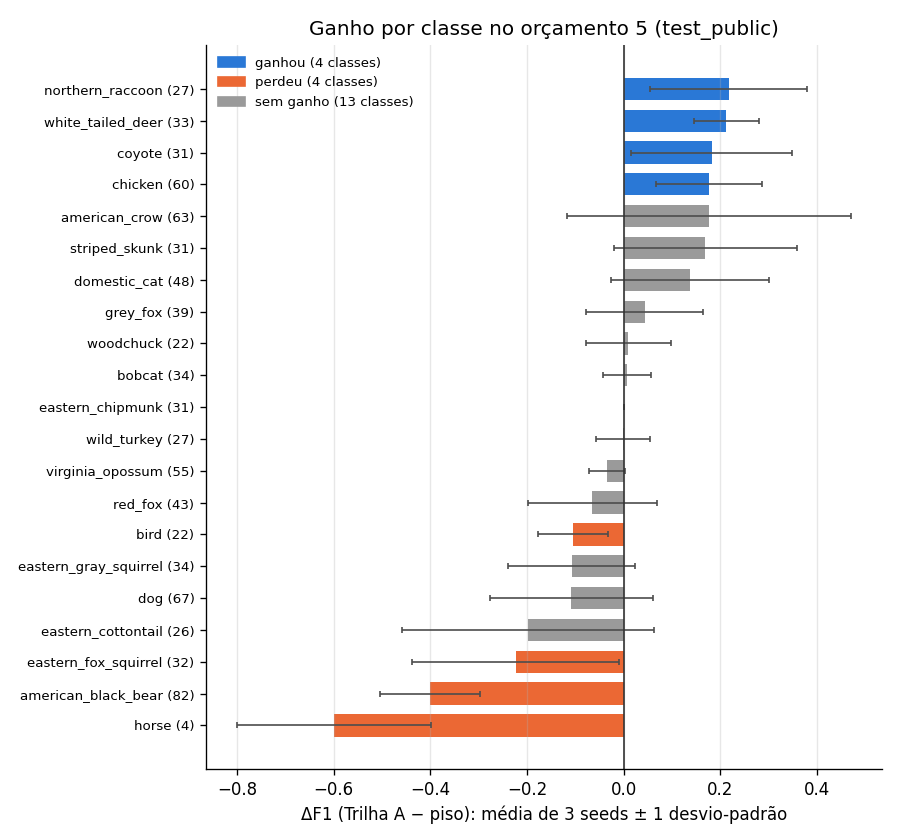 Ganho por classe no orçamento 5 (test_public)
ganhou (4 classes)
perdeu (4 classes)
sem ganho (13 classes)
northern_raccoon (27)
white_tailed_deer (33)
coyote (31)
chicken (60)
american_crow (63)
striped_skunk (31)
domestic_cat (48)
grey_fox (39)
woodchuck (22)
bobcat (34)
eastern_chipmunk (31)
wild_turkey (27)
virginia_opossum (55)
red_fox (43)
bird (22)
eastern_gray_squirrel (34)
dog (67)
eastern_cottontail (26)
eastern_fox_squirrel (32)
american_black_bear (82)
horse (4)
−0.8 −0.6 −0.4 −0.2 0.0 0.2 0.4
ΔF1 (Trilha A − piso): média de 3 seeds ± 1 desvio-padrão